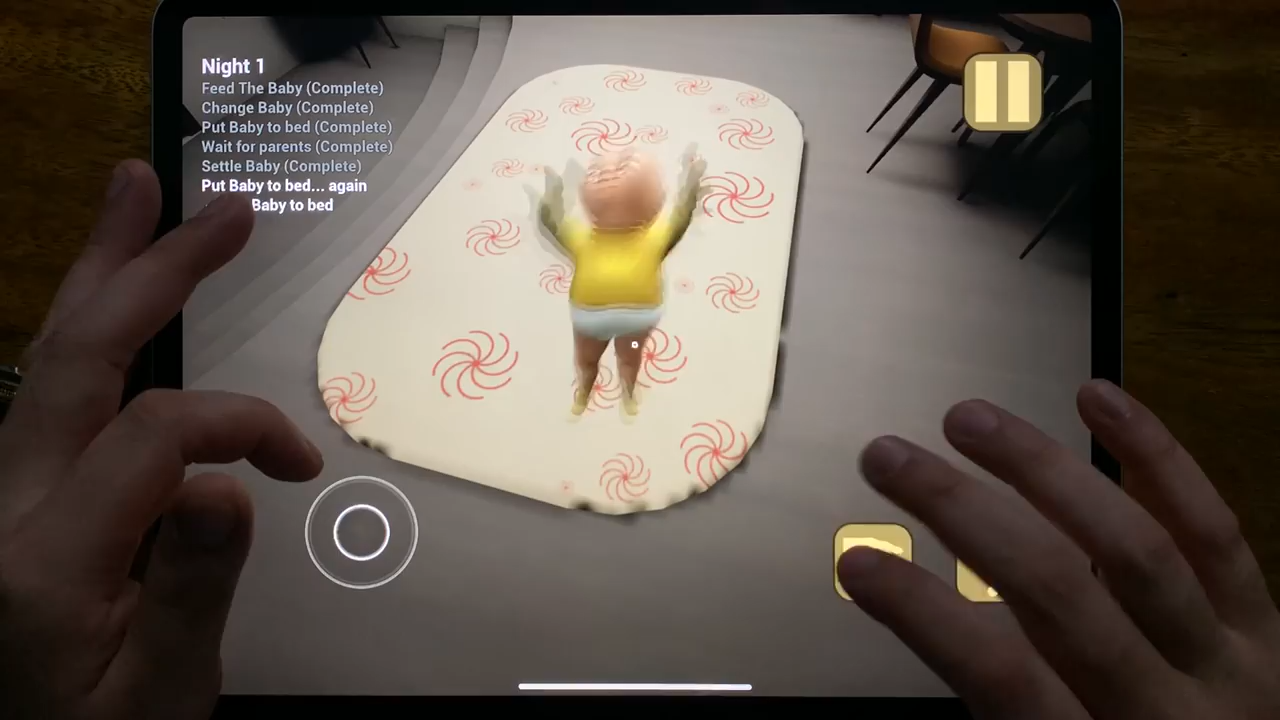 Night 1
Feed The Baby (Complete)
Change Baby (Complete)
Put Baby to bed (Complete)
Wait for parents (Complete)
Settle Baby (Complete)
Put Baby to bed... again
Baby to bed